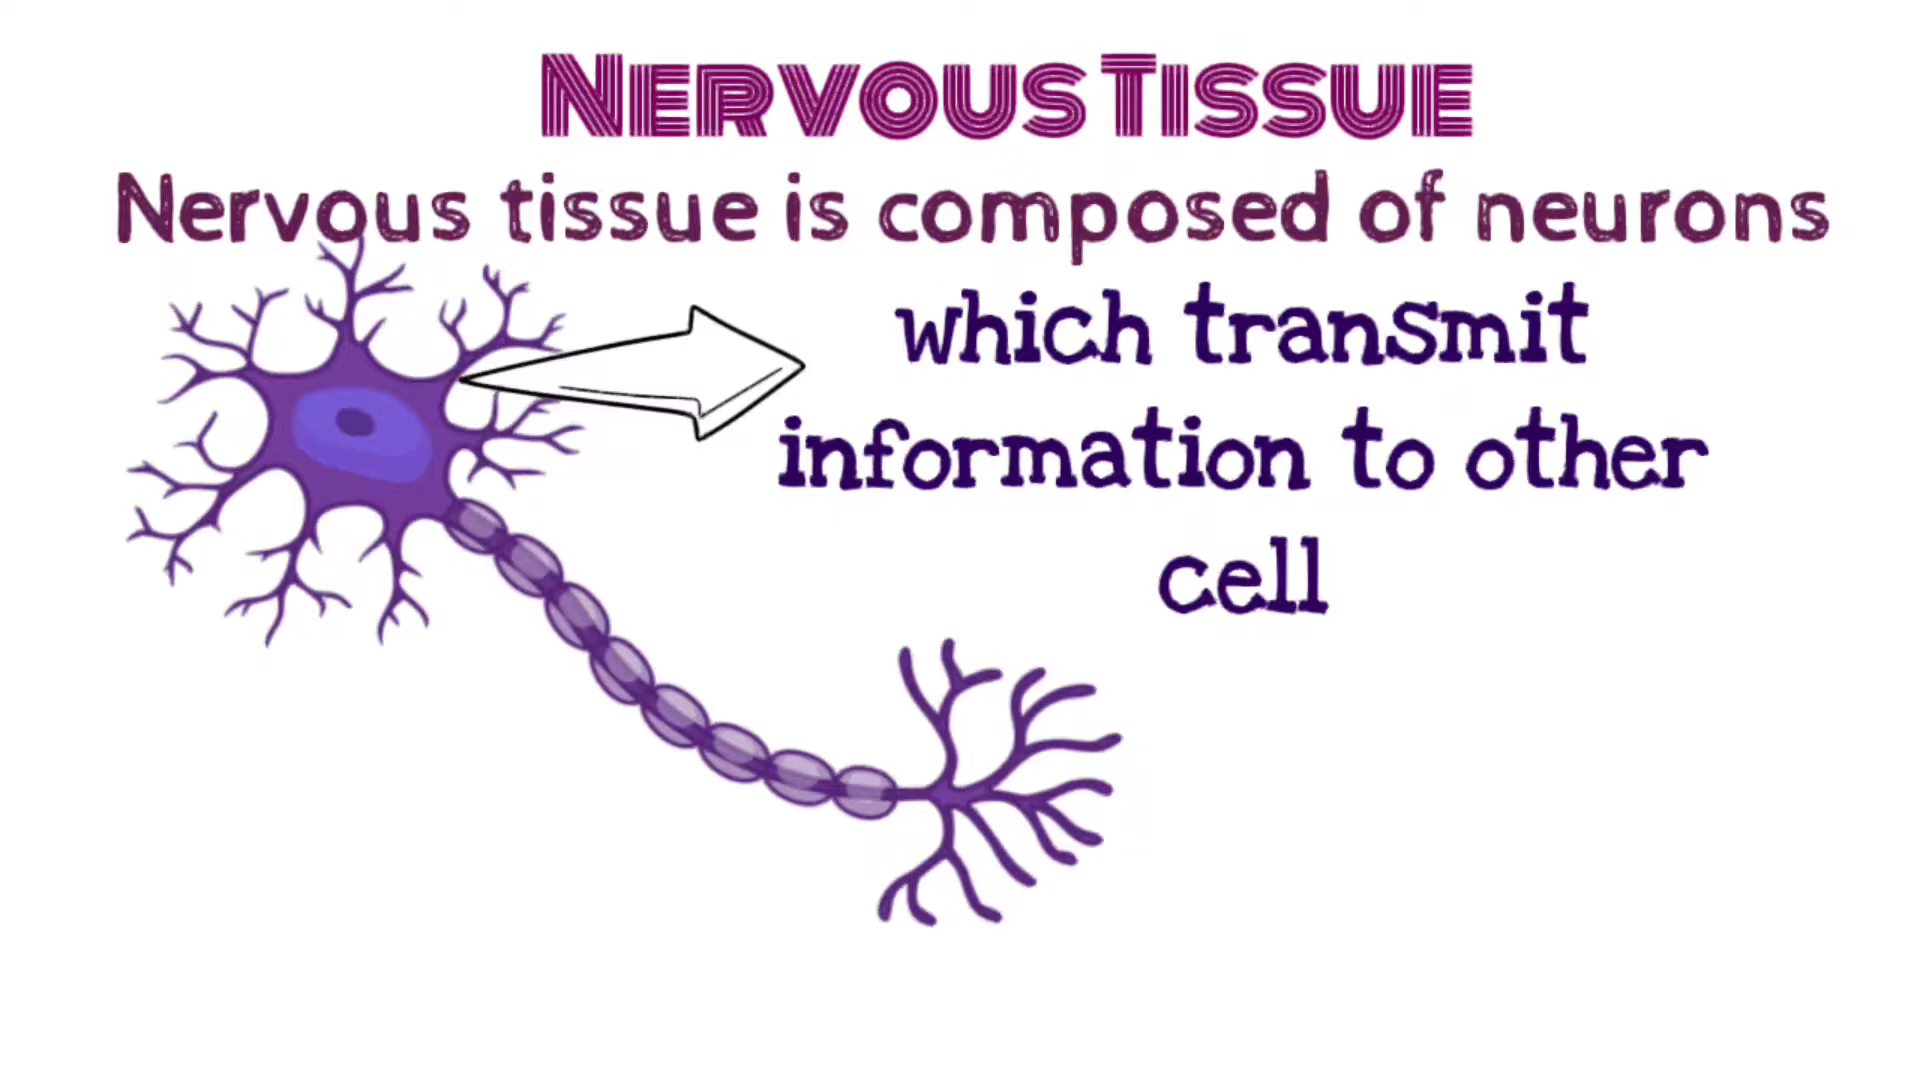 Nervous Tissue
Nervous tissue is composed of neurons
which transmit
information to other
cell